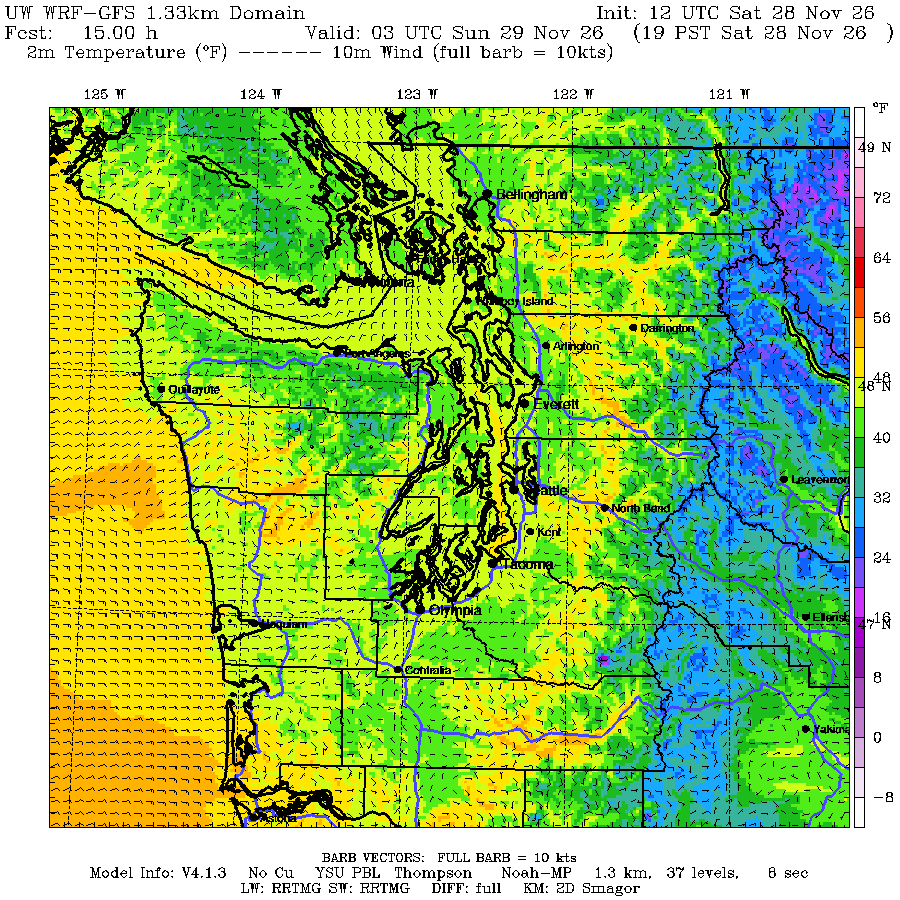 UW WRF-GFS 1.33km Domain Init: 12 UTC Sat 28 Nov 26
Fcst: 15.00 h Valid: 03 UTC Sun 29 Nov 26 (19 PST Sat 28 Nov 26 )
2m Temperature (°F) ------ 10m Wind (full barb = 10kts)
125 W 124 W 123 W 122 W 121 W
°F
49 N
Bellingham
72
64
Whidbey Island
Darrington
56
Arlington
Port Angeles
48
48 N
Quillayute
Everett
40
Leavenwor
Seattle
32
North Bend
Kent
24
Tacoma
Olympia
16
Ellensb
47 N
Hoquiam
Centralia
8
Yakima
0
-8
Astoria
BARB VECTORS: FULL BARB = 10 kts
Model Info: V4.1.3 No Cu YSU PBL Thompson Noah-MP 1.3 km, 37 levels, 8 sec
LW: RRTMG SW: RRTMG DIFF: full KM: 2D Smagor